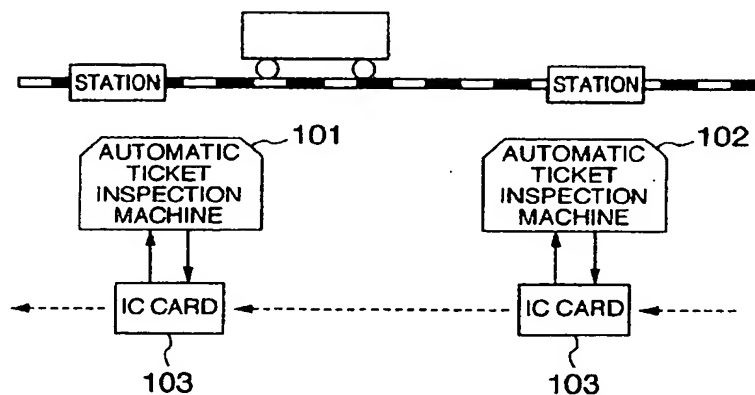 STATION
STATION
101
AUTOMATIC
TICKET
INSPECTION
MACHINE
102
AUTOMATIC
TICKET
INSPECTION
MACHINE
IC CARD
IC CARD
103
103